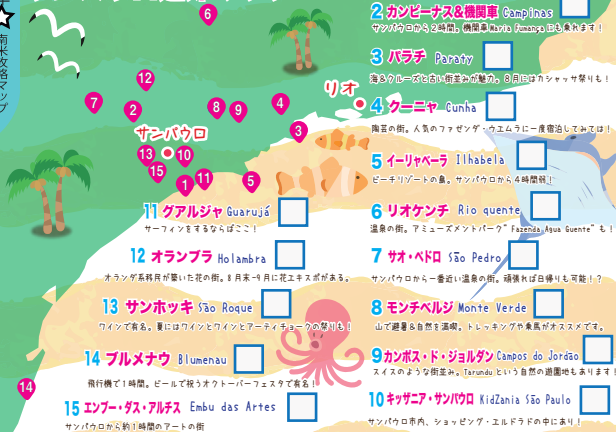 南米攻略マップ
6
12
7
2
8
9
4
3
リオ
サンパウロ
13
10
15
1
11
5
14
2 カンピーナス&機関車 Campinas
サンパウロから2時間。機関車Maria Fumançaにも乗れます!
3 パラチ Paraty
海&クルーズと古い街並みが魅力。8月にはカシャッサ祭りも!
4 クーニャ Cunha
陶芸の街。人気のファゼンダ・ウエムラに一度宿泊してみては!
5 イーリャベーラ Ilhabela
ビーチリゾートの島。サンパウロから4時間弱!
6 リオケンチ Rio quente
温泉の街。アミューズメントパーク"Fazenda Agua Quente"も!
7 サオ・ペドロ São Pedro
サンパウロから一番近い温泉の街。頑張れば日帰りも可能!?
8 モンチベルジ Monte Verde
山で避暑&自然を満喫。トレッキングや乗馬がオススメです。
9 カンポス・ド・ジョルダン Campos do Jordão
スイスのような街並み。Tarunduという自然の遊園地もあります!
10 キッザニア・サンパウロ KidZania São Paulo
サンパウロ市内、ショッピング・エルドラドの中にあり!
11 グアルジャ Guarujá
サーフィンをするならばここ!
12 オランブラ Holambra
オランダ系移民が築いた花の街。8月末~9月に花エキスポがある。
13 サンホッキ São Roque
ワインで有名。夏にはワインとワインとアーティチョークの祭りも!
14 ブルメナウ Blumenau
飛行機で1時間。ビールで祝うオクトーバーフェスタで有名!
15 エンブー・ダス・アルチス Embu das Artes
サンパウロから約1時間のアートの街